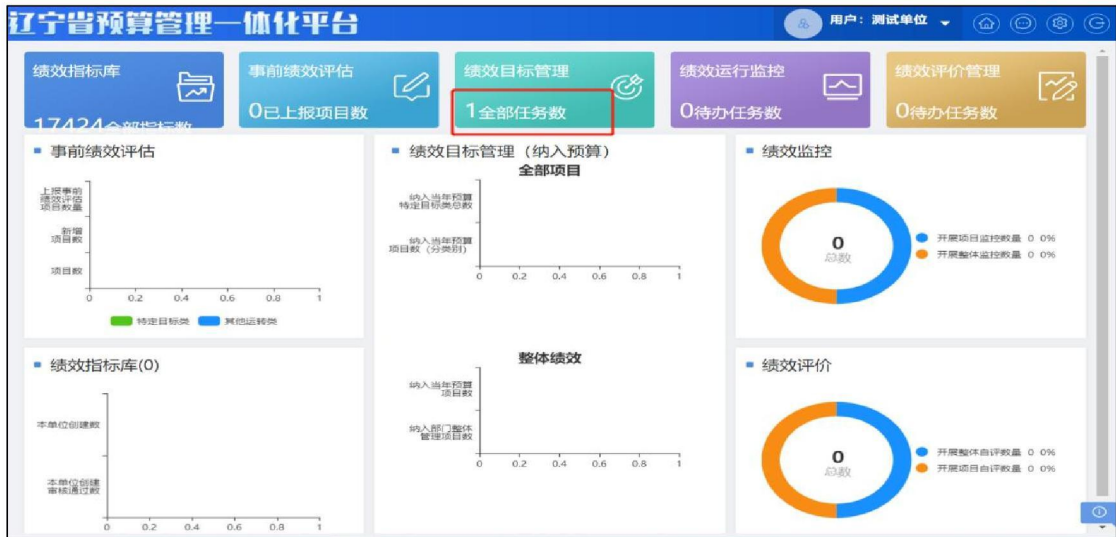 辽宁省预算管理一体化平台
用户：测试单位
绩效指标库
17424全部指标数
事前绩效评估
0已上报项目数
绩效目标管理
1全部任务数
绩效运行监控
0待办任务数
绩效评价管理
0待办任务数
事前绩效评估
上报事前
绩效评估
项目数量
新增
项目数
项目数
0 0.2 0.4 0.6 0.8 1
特定目标类 其他运转类
绩效目标管理（纳入预算）
全部项目
纳入当年预算
特定目标类总数
纳入当年预算
项目数（分类别）
0 0.2 0.4 0.6 0.8 1
绩效监控
0
总数
开展项目监控数量 0 0%
开展整体监控数量 0 0%
绩效指标库(0)
本单位创建数
本单位创建
审核通过数
0 0.2 0.4 0.6 0.8 1
整体绩效
纳入当年预算
项目数
纳入部门整体
管理项目数
0 0.2 0.4 0.6 0.8 1
绩效评价
0
总数
开展整体自评数量 0 0%
开展项目自评数量 0 0%